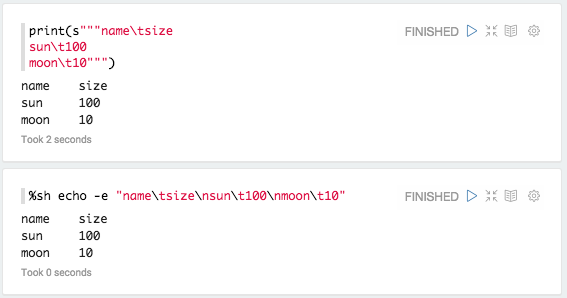 print(s"""name\tsize
FINISHED
sun\t100
moon\t10""")
name size
sun 100
moon 10
Took 2 seconds
%sh echo -e "name\tsize\nsun\t100\nmoon\t10"
FINISHED
name size
sun 100
moon 10
Took 0 seconds